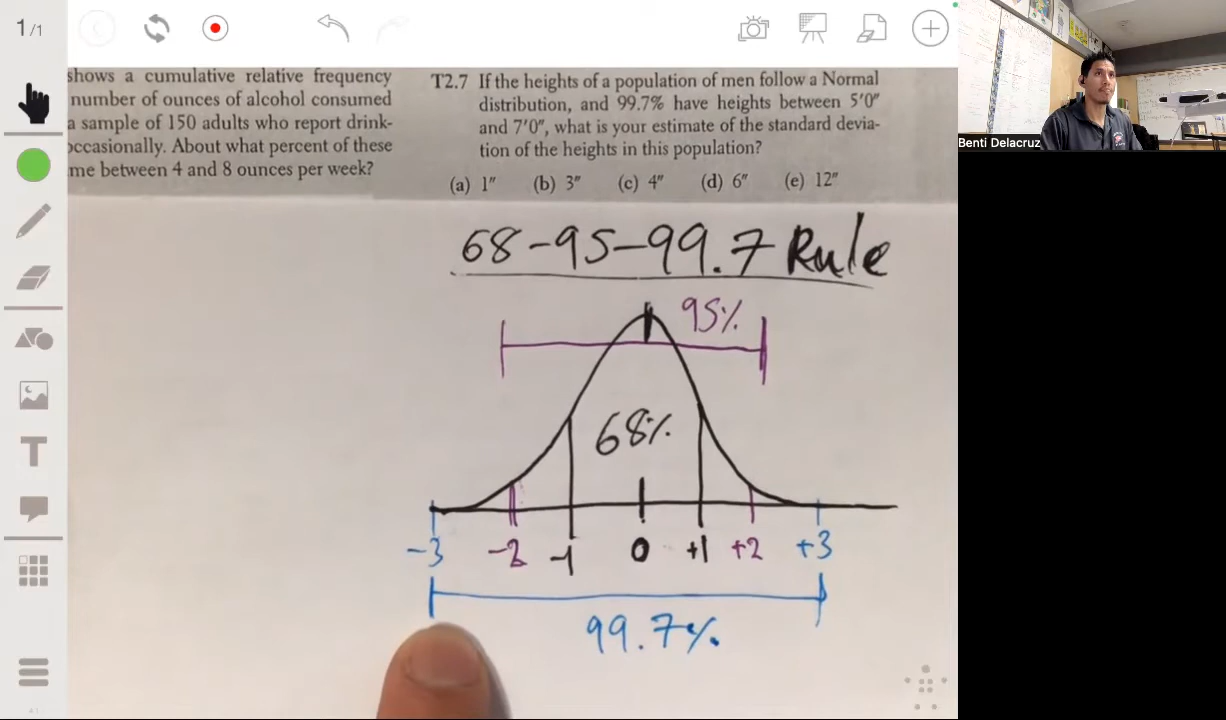 1/1
shows a cumulative relative frequency
number of ounces of alcohol consumed
a sample of 150 adults who report drink-
occasionally. About what percent of these
me between 4 and 8 ounces per week?
T2.7 If the heights of a population of men follow a Normal
distribution, and 99.7% have heights between 5'0"
and 7'0", what is your estimate of the standard devia-
tion of the heights in this population?
(a) 1" (b) 3" (c) 4" (d) 6" (e) 12"
68-95-99.7 Rule
95%
68%
-3 -2 -1 0 +1 +2 +3
99.7%
T
Benti Delacruz